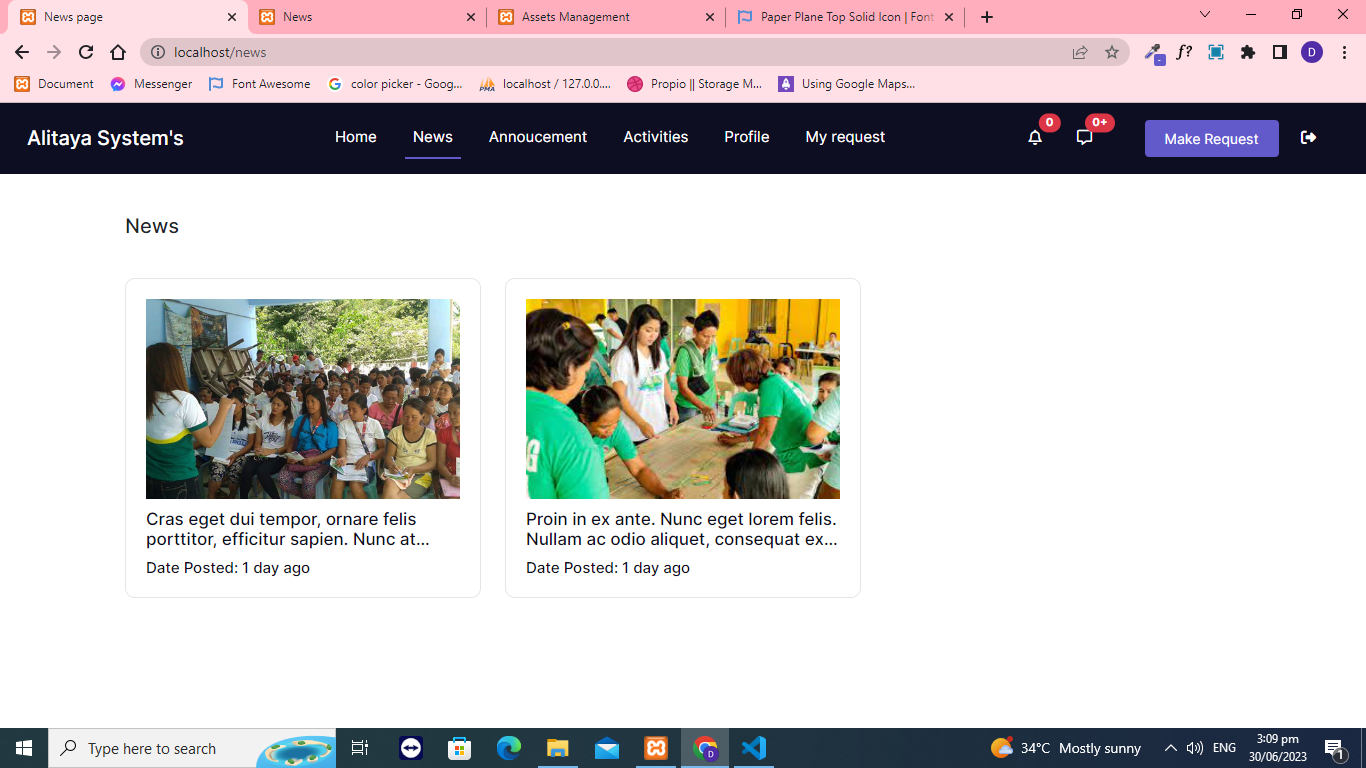 News page
News
Assets Management
Paper Plane Top Solid Icon | Font
localhost/news
f?
D
Document
Messenger
Font Awesome
color picker - Goog...
localhost / 127.0.0....
Propio || Storage M...
Using Google Maps...
Alitaya System's
Home
News
Annoucement
Activities
Profile
My request
0
0+
Make Request
News
Cras eget dui tempor, ornare felis
porttitor, efficitur sapien. Nunc at...
Date Posted: 1 day ago
Proin in ex ante. Nunc eget lorem felis.
Nullam ac odio aliquet, consequat ex...
Date Posted: 1 day ago
Type here to search
D
34°C Mostly sunny
ENG
3:09 pm
30/06/2023
1